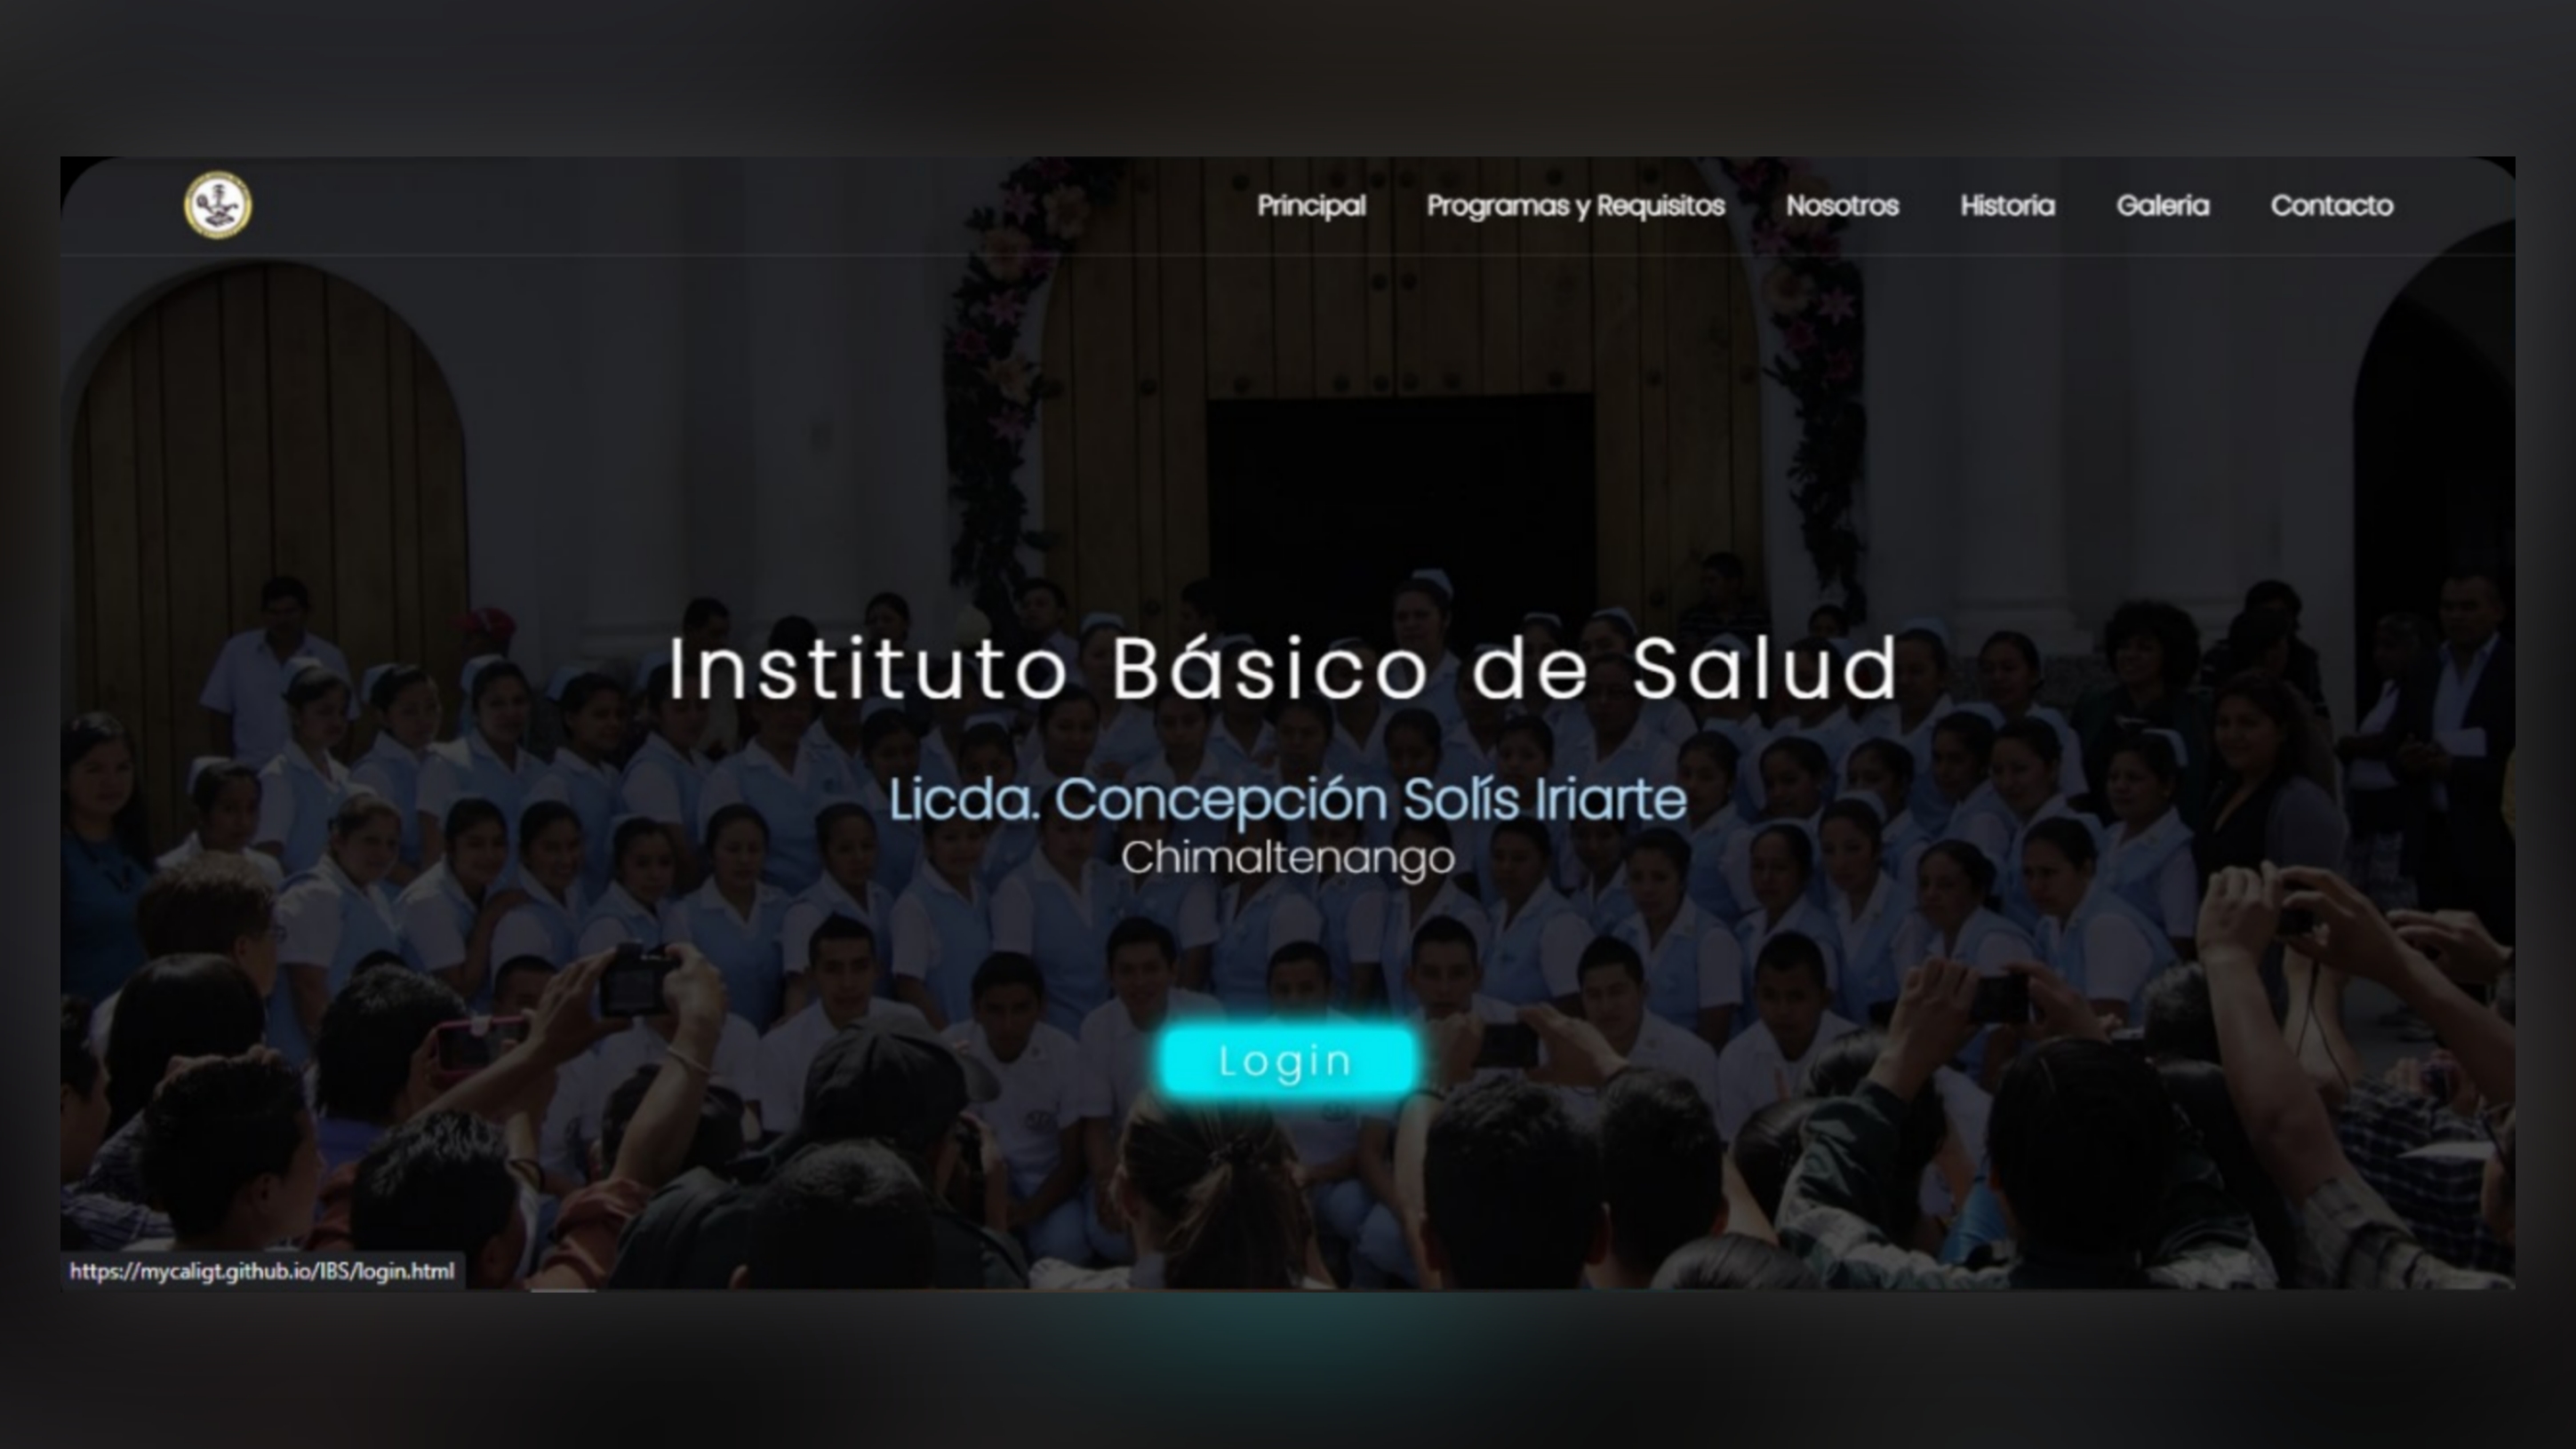 Principal Programas y Requisitos Nosotros Historia Galeria Contacto
Instituto Básico de Salud
Licda. Concepción Solís Iriarte
Chimaltenango
Login
https://mycaligt.github.io/IBS/login.html